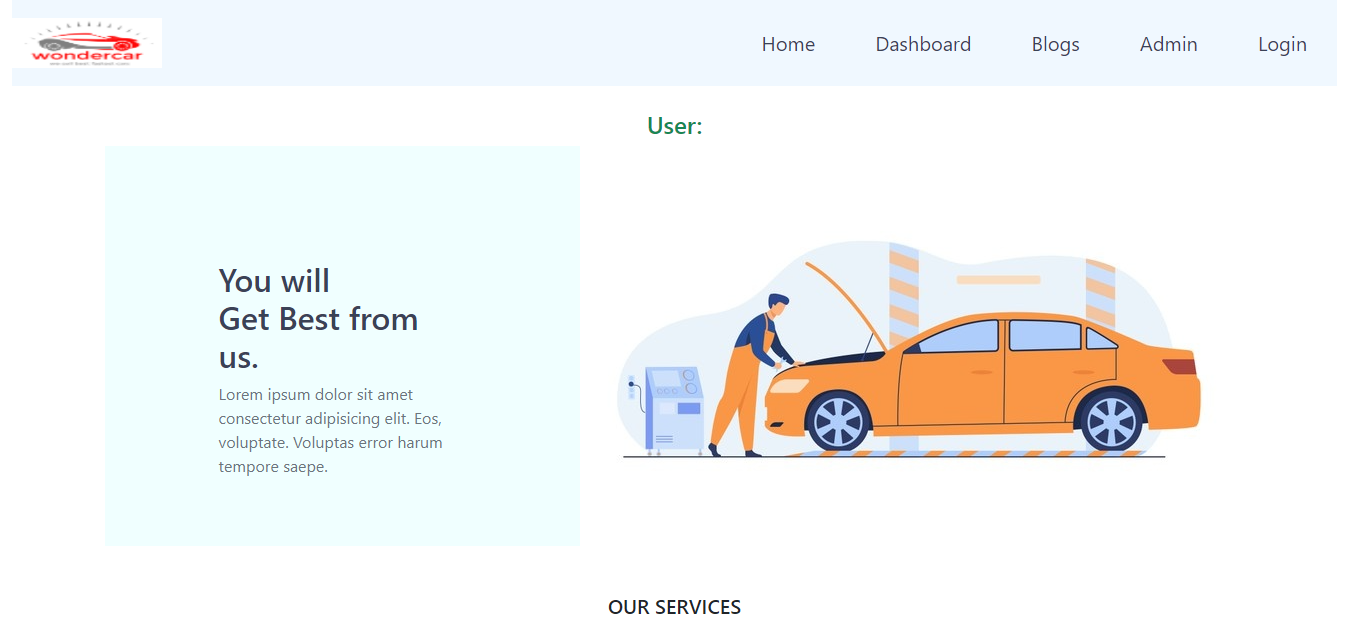 wondercar
Home Dashboard Blogs Admin Login
User:
You will
Get Best from
us.
Lorem ipsum dolor sit amet
consectetur adipisicing elit. Eos,
voluptate. Voluptas error harum
tempore saepe.
OUR SERVICES